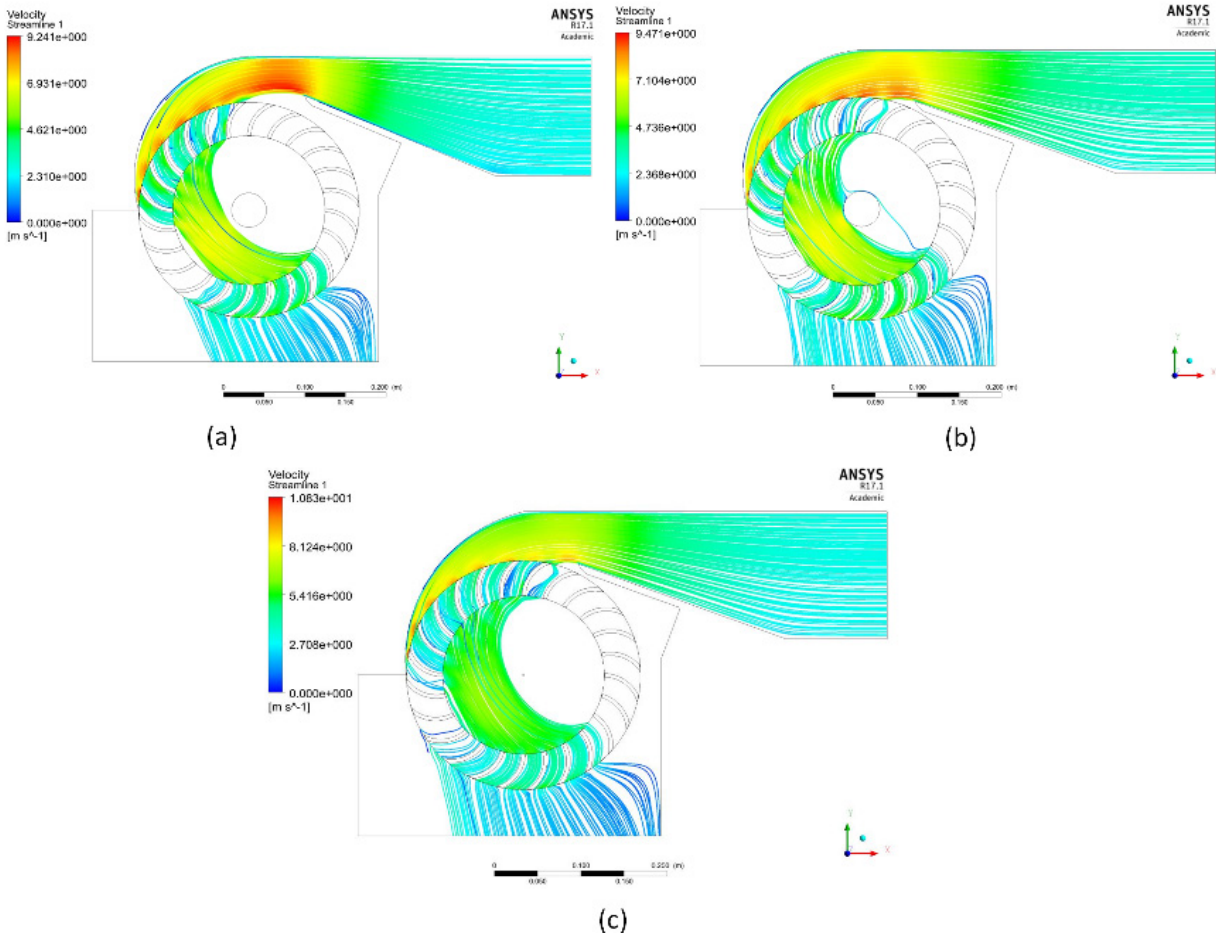 Velocity
Streamline 1
9.241e+000
6.931e+000
4.621e+000
2.310e+000
0.000e+000
[m s^-1]
ANSYS
R17.1
Academic
Y
X
0
0.100
0.200 (m)
0.050
0.150
(a)
Velocity
Streamline 1
9.471e+000
7.104e+000
4.736e+000
2.368e+000
0.000e+000
[m s^-1]
ANSYS
R17.1
Academic
Y
X
0
0.100
0.200 (m)
0.050
0.150
(b)
Velocity
Streamline 1
1.083e+001
8.124e+000
5.416e+000
2.708e+000
0.000e+000
[m s^-1]
ANSYS
R17.1
Academic
Y
X
0
0.100
0.200 (m)
0.050
0.150
(c)